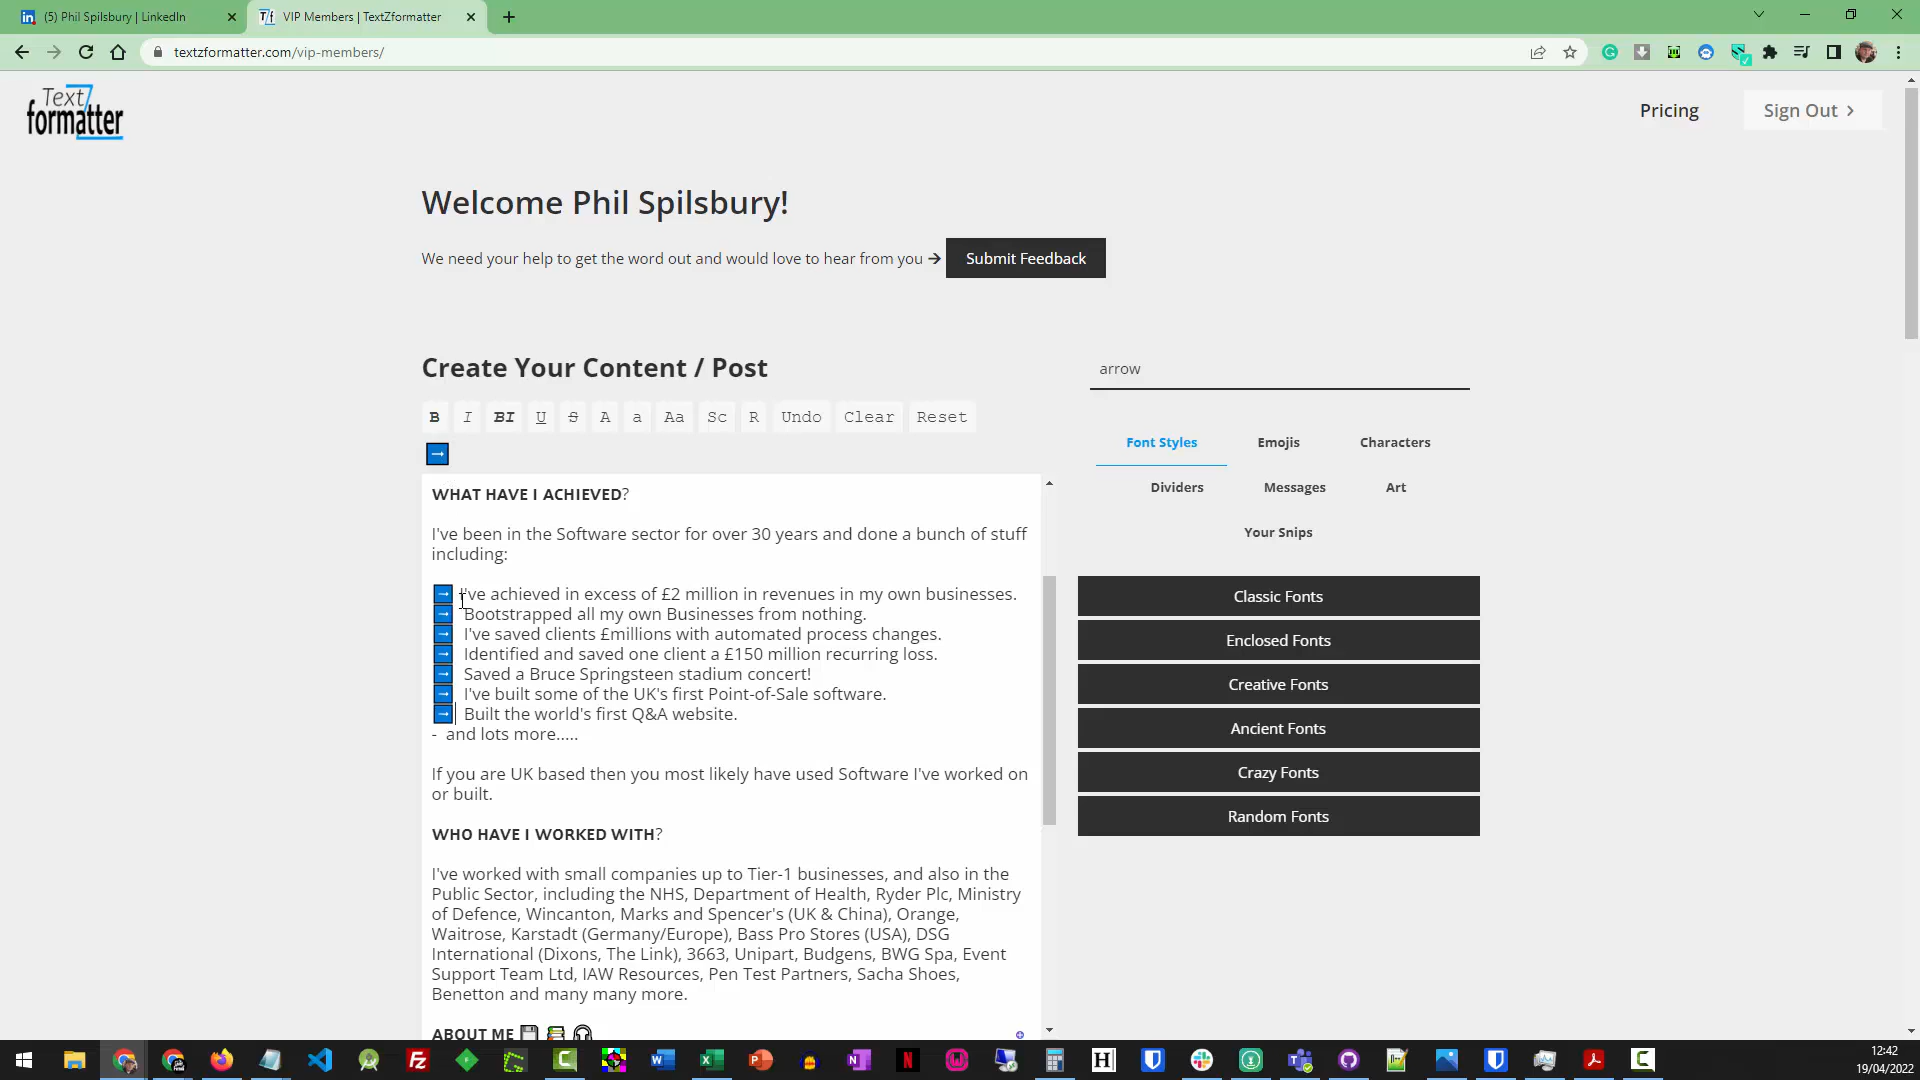 (5) Phil Spilsbury | LinkedIn
VIP Members | TextZformatter
textzformatter.com/vip-members/
Text
formatter
Pricing
Sign Out
Welcome Phil Spilsbury!
We need your help to get the word out and would love to hear from you → Submit Feedback
Create Your Content / Post
arrow
B I BI U S A a Aa Sc R Undo Clear Reset
→
Font Styles Emojis Characters
Dividers Messages Art
Your Snips
WHAT HAVE I ACHIEVED?
I've been in the Software sector for over 30 years and done a bunch of stuff
including:
→ I've achieved in excess of £2 million in revenues in my own businesses.
→ Bootstrapped all my own Businesses from nothing.
→ I've saved clients £millions with automated process changes.
→ Identified and saved one client a £150 million recurring loss.
→ Saved a Bruce Springsteen stadium concert!
→ I've built some of the UK's first Point-of-Sale software.
→ Built the world's first Q&A website.
- and lots more.....
If you are UK based then you most likely have used Software I've worked on
or built.
WHO HAVE I WORKED WITH?
I've worked with small companies up to Tier-1 businesses, and also in the
Public Sector, including the NHS, Department of Health, Ryder Plc, Ministry
of Defence, Wincanton, Marks and Spencer's (UK & China), Orange,
Waitrose, Karstadt (Germany/Europe), Bass Pro Stores (USA), DSG
International (Dixons, The Link), 3663, Unipart, Budgens, BWG Spa, Event
Support Team Ltd, IAW Resources, Pen Test Partners, Sacha Shoes,
Benetton and many many more.
ABOUT ME
Classic Fonts
Enclosed Fonts
Creative Fonts
Ancient Fonts
Crazy Fonts
Random Fonts
12:42
19/04/2022